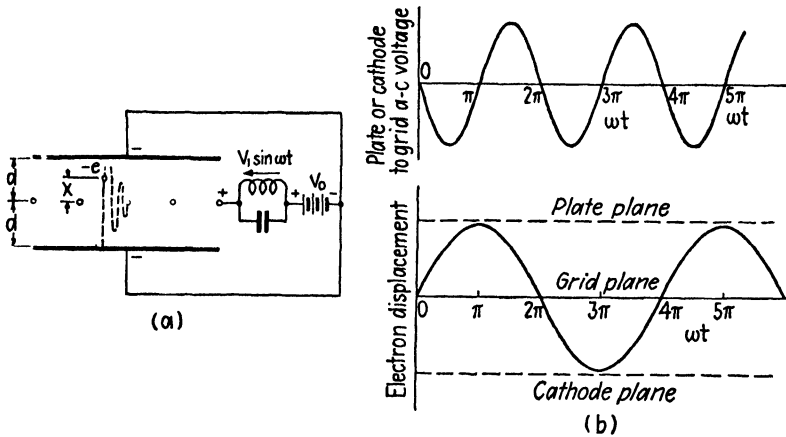 d
d
x
−e
−
−
+
V₁ sin ωt
+
V₀
−
(a)
Plate or cathode
to grid a-c voltage
0
π
2π
3π
4π
5π
ωt
ωt
Electron displacement
Plate plane
Grid plane
0
π
2π
3π
4π
5π
ωt
Cathode plane
(b)